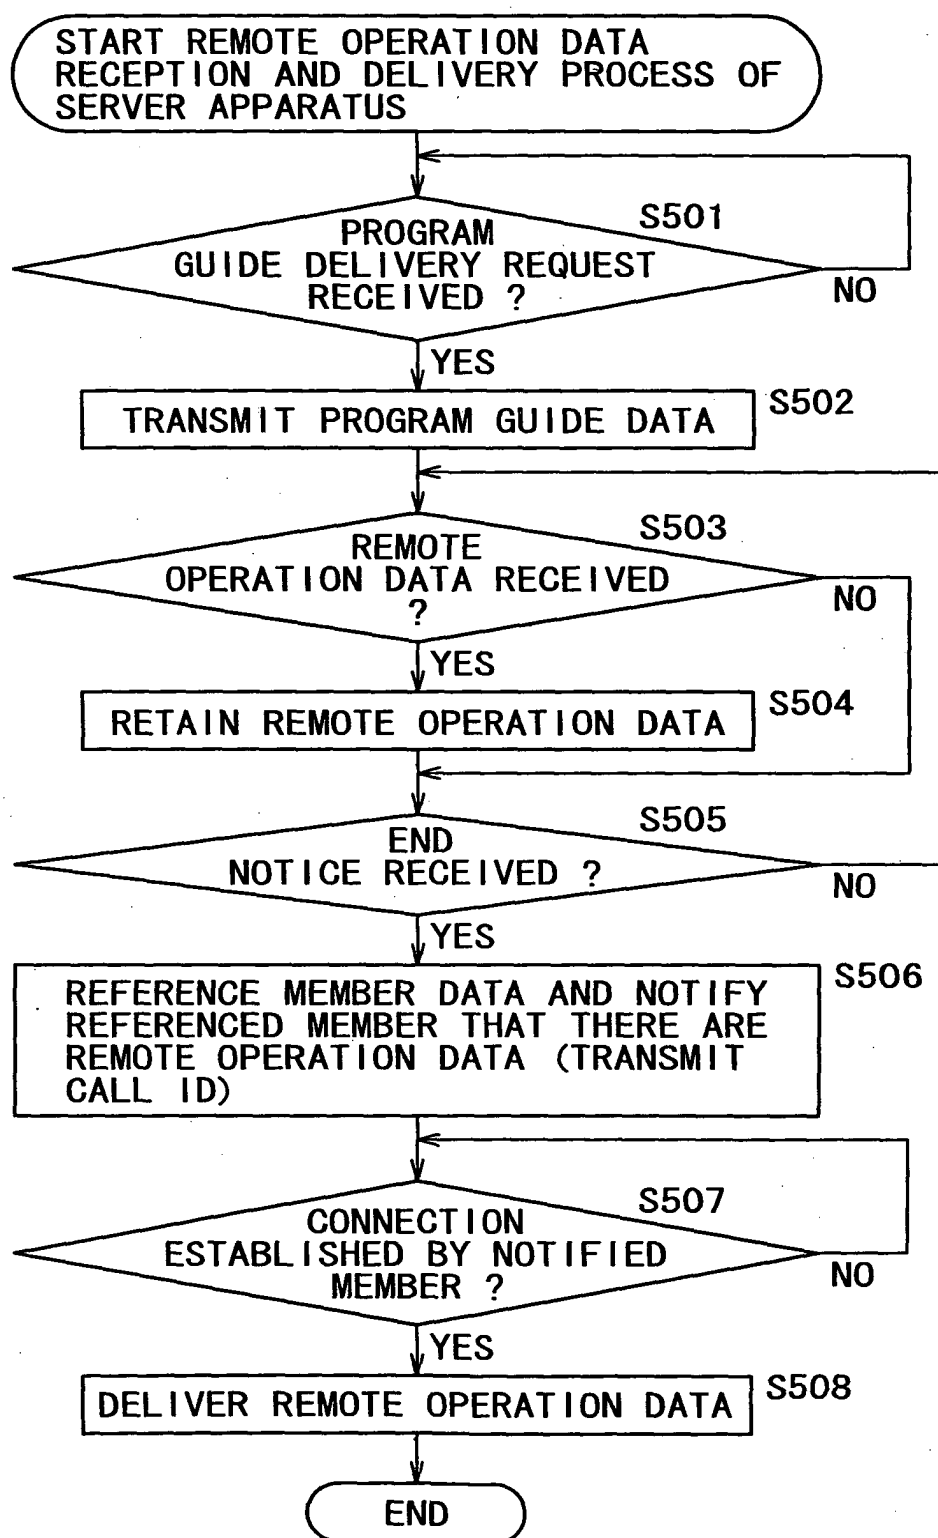 START REMOTE OPERATION DATA
RECEPTION AND DELIVERY PROCESS OF
SERVER APPARATUS
S501
PROGRAM
GUIDE DELIVERY REQUEST
RECEIVED ?
NO
YES
S502
TRANSMIT PROGRAM GUIDE DATA
S503
REMOTE
OPERATION DATA RECEIVED
?
NO
YES
S504
RETAIN REMOTE OPERATION DATA
S505
END
NOTICE RECEIVED ?
NO
YES
S506
REFERENCE MEMBER DATA AND NOTIFY
REFERENCED MEMBER THAT THERE ARE
REMOTE OPERATION DATA (TRANSMIT
CALL ID)
S507
CONNECTION
ESTABLISHED BY NOTIFIED
MEMBER ?
NO
YES
S508
DELIVER REMOTE OPERATION DATA
END